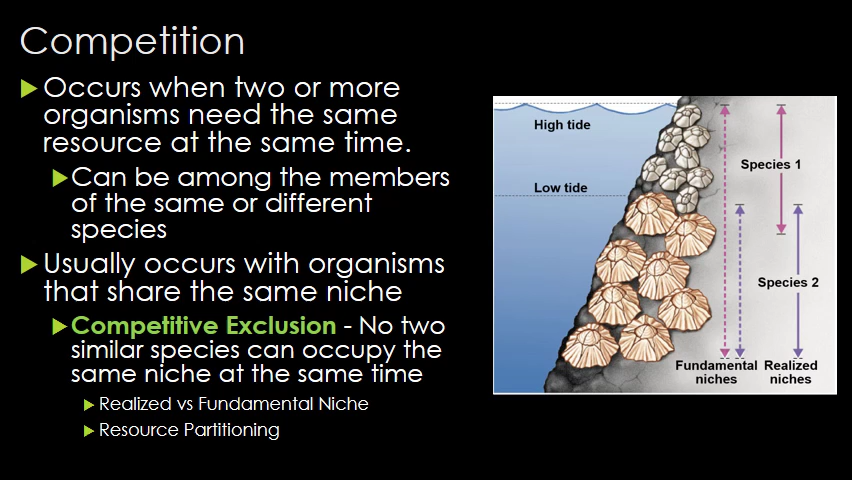 Competition
Occurs when two or more
organisms need the same
resource at the same time.
Can be among the members
of the same or different
species
Usually occurs with organisms
that share the same niche
Competitive Exclusion - No two
similar species can occupy the
same niche at the same time
Realized vs Fundamental Niche
Resource Partitioning
High tide
Low tide
Species 1
Species 2
Fundamental niches
Realized niches